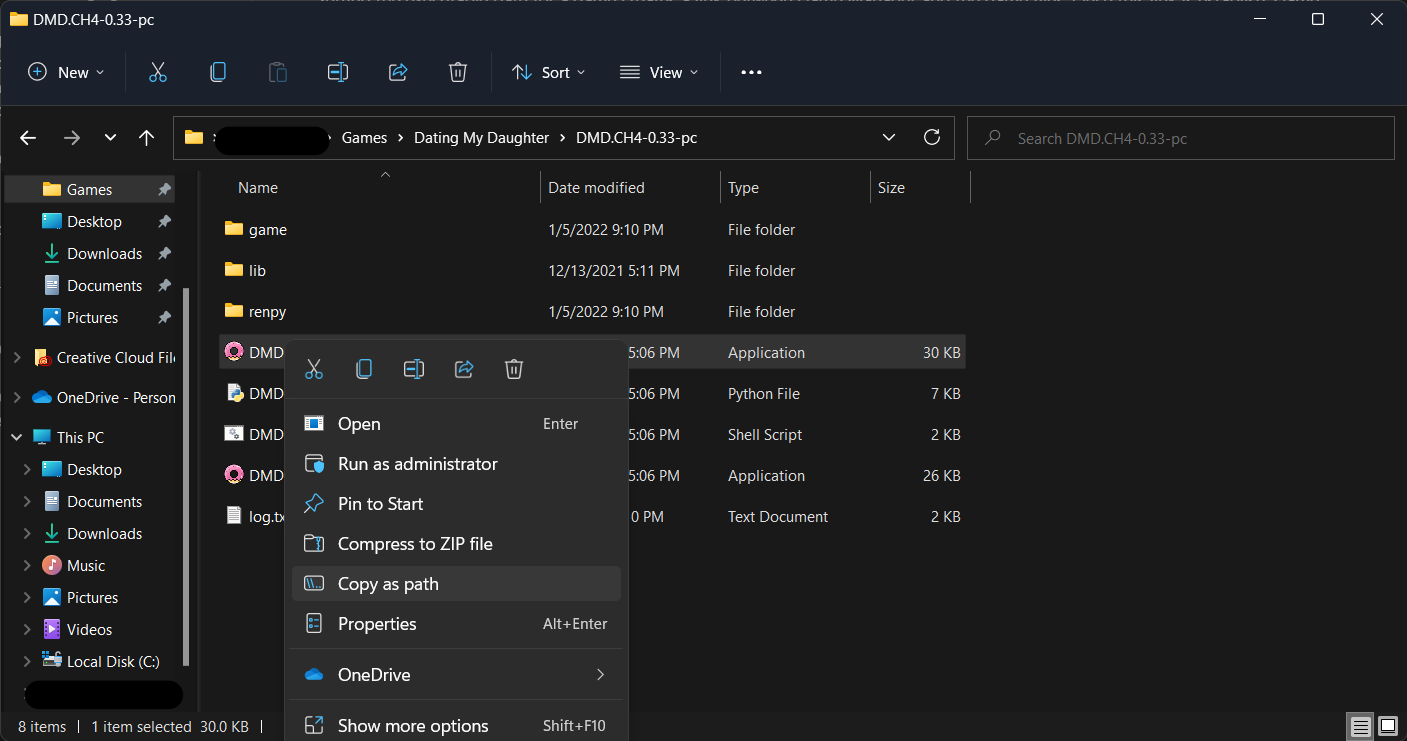 DMD.CH4-0.33-pc
New Sort View
Games Dating My Daughter DMD.CH4-0.33-pc Search DMD.CH4-0.33-pc
Games
Desktop
Downloads
Documents
Pictures
Creative Cloud File
OneDrive - Person
This PC
Desktop
Documents
Downloads
Music
Pictures
Videos
Local Disk (C:)
Name Date modified Type Size
game 1/5/2022 9:10 PM File folder
lib 12/13/2021 5:11 PM File folder
renpy 1/5/2022 9:10 PM File folder
DMD 5:06 PM Application 30 KB
DMD 5:06 PM Python File 7 KB
DMD 5:06 PM Shell Script 2 KB
DMD 5:06 PM Application 26 KB
log.tx 0 PM Text Document 2 KB
Open Enter
Run as administrator
Pin to Start
Compress to ZIP file
Copy as path
Properties Alt+Enter
OneDrive
Show more options Shift+F10
8 items 1 item selected 30.0 KB